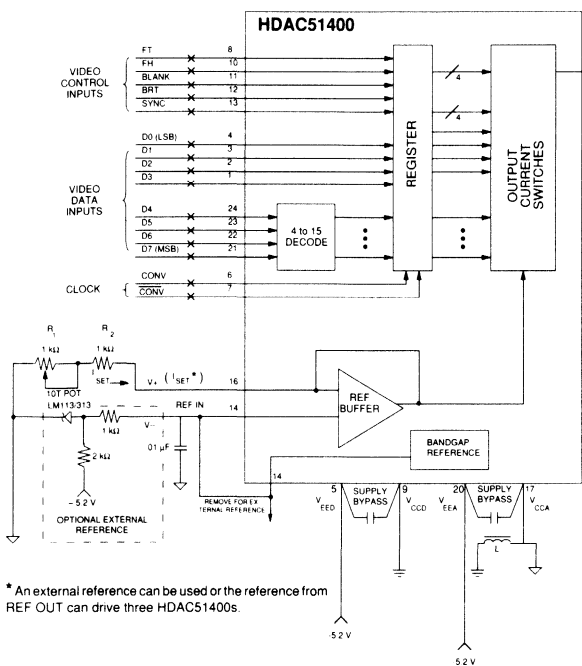 HDAC51400
VIDEO
CONTROL
INPUTS
FT 8
FH 10
BLANK 11
BRT 12
SYNC 13
4
4
VIDEO
DATA
INPUTS
D0 (LSB) 4
D1 3
D2 2
D3 1
D4 24
D5 23
D6 22
D7 (MSB) 21
4 to 15
DECODE
REGISTER
OUTPUT
CURRENT
SWITCHES
CLOCK
CONV 6
CONV 7
R1
R2
1 kΩ
1 kΩ
10T POT
I SET
V+ (ISET*)
16
LM113/313
1 kΩ
V–
REF IN
14
2 kΩ
.01 µF
– 5 2 V
OPTIONAL EXTERNAL
REFERENCE
REF
BUFFER
BANDGAP
REFERENCE
14
REMOVE FOR EX
TERNAL REFERENCE
5
SUPPLY
BYPASS
9
VEED
VCCD
20
SUPPLY
BYPASS
17
VEEA
VCCA
L
-5 2 V
5 2 V
* An external reference can be used or the reference from
REF OUT can drive three HDAC51400s.